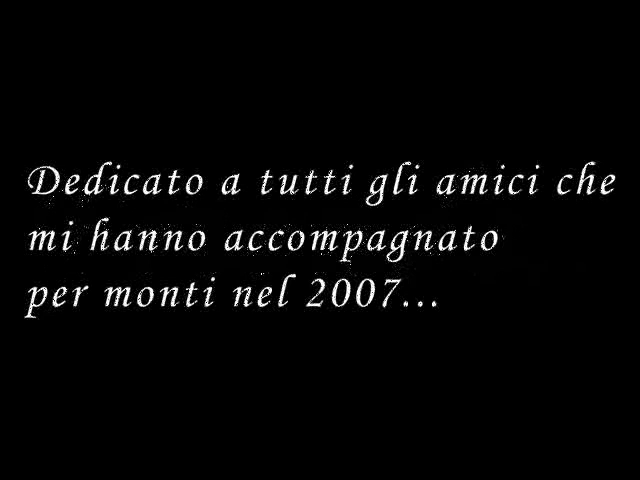 Dedicato a tutti gli amici che
mi hanno accompagnato
per monti nel 2007...